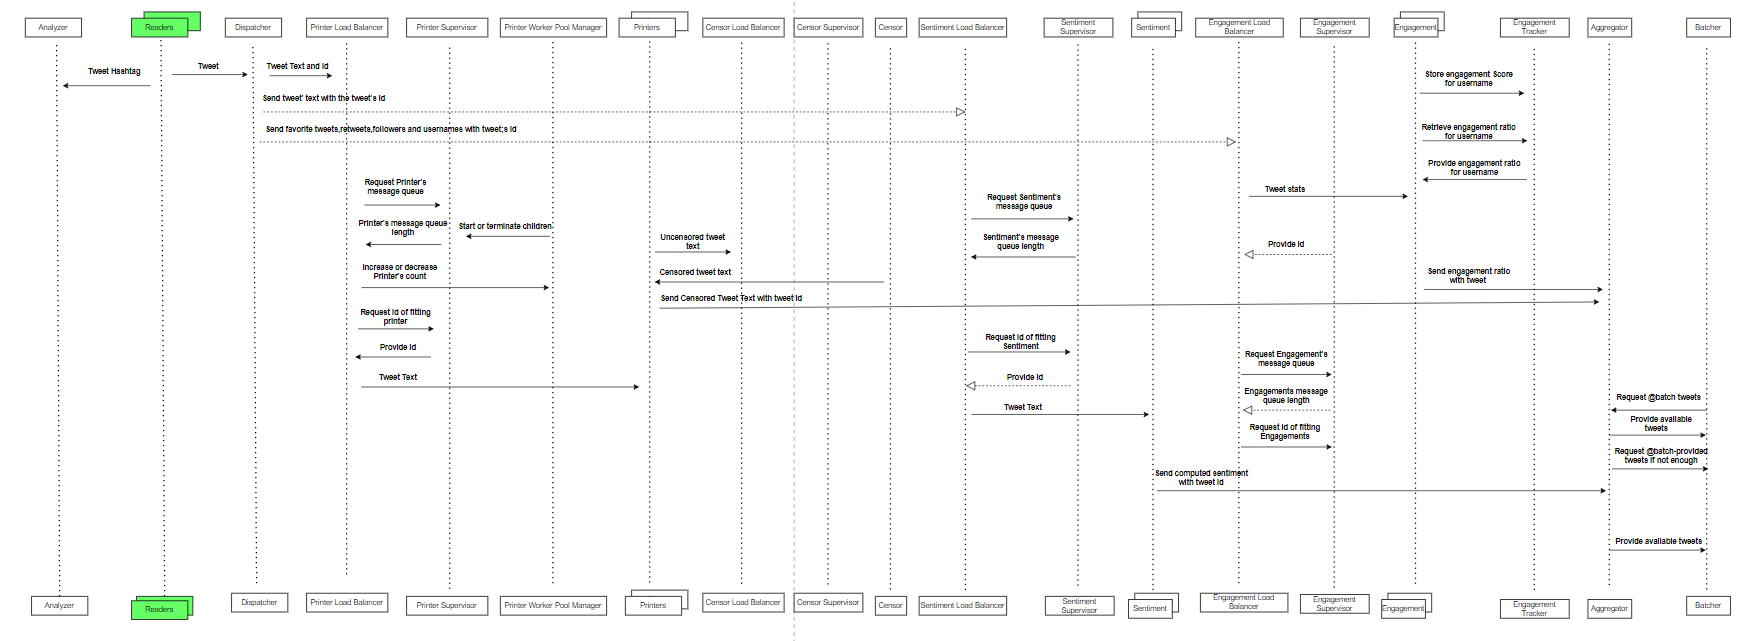 Analyzer
Readers
Dispatcher
Printer Load Balancer
Printer Supervisor
Printer Worker Pool Manager
Printers
Censor Load Balancer
Censor Supervisor
Censor
Sentiment Load Balancer
Sentiment
Supervisor
Sentiment
Engagement Load
Balancer
Engagement
Supervisor
Engagement
Engagement
Tracker
Aggregator
Batcher
Tweet Hashtag
Tweet
Tweet Text and Id
Store engagement Score
for username
Send tweet' text with the tweet's Id
Send favorite tweets,retweets,followers and usernames with tweet;s Id
Retrieve engagement ratio
for username
Provide engagement ratio
for username
Request Printer's
message queue
Tweet stats
Request Sentiment's
message queue
Printer's message queue
length
Start or terminate children
Uncensored tweet
text
Sentiment's message
queue length
Provide Id
Increase or decrease
Printer's count
Censored tweet text
Send engagement ratio
with tweet
Send Censored Tweet Text with tweet Id
Request Id of fitting
printer
Request Id of fitting
Sentiment
Provide Id
Request Engagement's
message queue
Tweet Text
Provide Id
Engagements message
queue length
Request @batch tweets
Tweet Text
Provide available
tweets
Request Id of fitting
Engagements
Request @batch-provided
tweets if not enough
Send computed sentiment
with tweet Id
Provide available tweets
Analyzer
Readers
Dispatcher
Printer Load Balancer
Printer Supervisor
Printer Worker Pool Manager
Printers
Censor Load Balancer
Censor Supervisor
Censor
Sentiment Load Balancer
Sentiment
Supervisor
Sentiment
Engagement Load
Balancer
Engagement
Supervisor
Engagement
Engagement
Tracker
Aggregator
Batcher